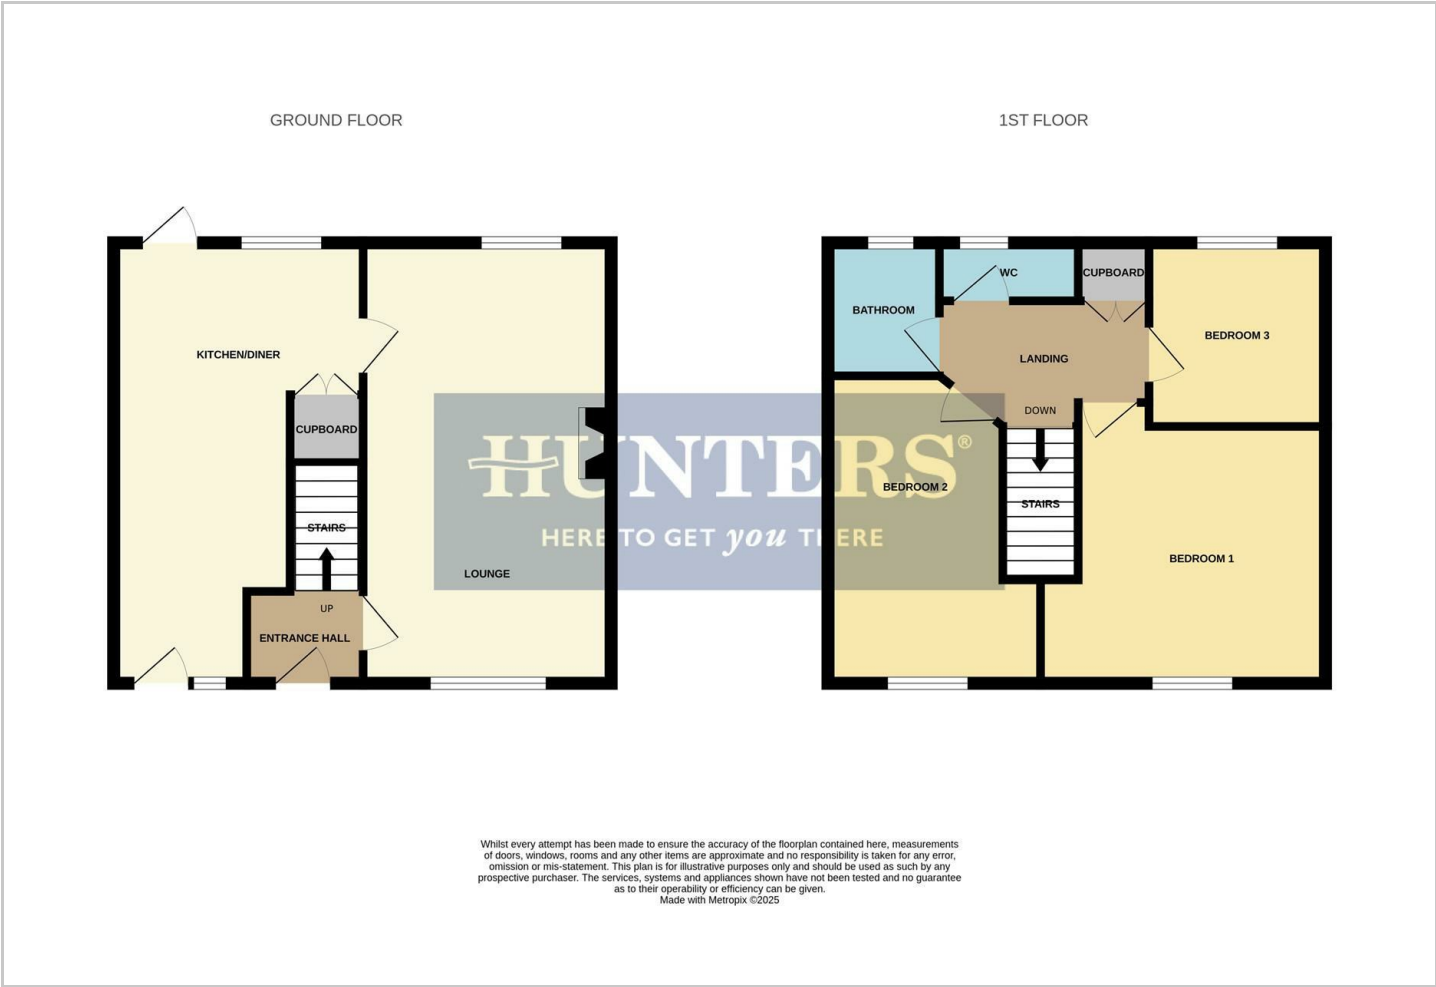 GROUND FLOOR
1ST FLOOR
KITCHEN/DINER
CUPBOARD
STAIRS
UP
ENTRANCE HALL
LOUNGE
BATHROOM
WC
CUPBOARD
BEDROOM 3
LANDING
DOWN
BEDROOM 2
STAIRS
BEDROOM 1
HUNTERS®
HERE TO GET you THERE
Whilst every attempt has been made to ensure the accuracy of the floorplan contained here, measurements
of doors, windows, rooms and any other items are approximate and no responsibility is taken for any error,
omission or mis-statement. This plan is for illustrative purposes only and should be used as such by any
prospective purchaser. The services, systems and appliances shown have not been tested and no guarantee
as to their operability or efficiency can be given.
Made with Metropix ©2025